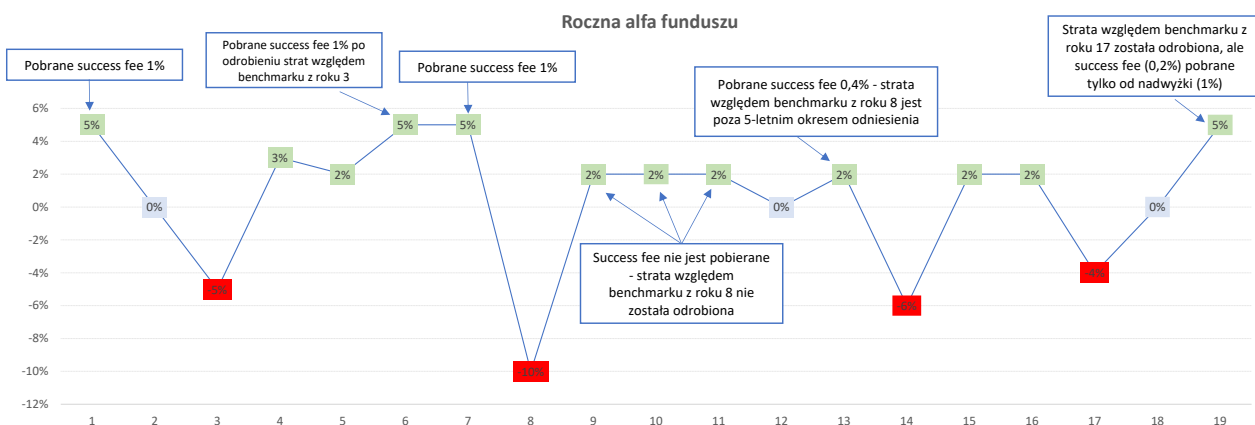 Roczna alfa funduszu
Pobrane success fee 1%
Pobrane success fee 1% po
odrobieniu strat względem
benchmarku z roku 3
Pobrane success fee 1%
Pobrane success fee 0,4% - strata
względem benchmarku z roku 8 jest
poza 5-letnim okresem odniesienia
Strata względem benchmarku z
roku 17 została odrobiona, ale
success fee (0,2%) pobrane
tylko od nadwyżki (1%)
Success fee nie jest pobierane
- strata względem
benchmarku z roku 8 nie
została odrobiona
6%
4%
2%
0%
-2%
-4%
-6%
-8%
-10%
-12%
5%
0%
-5%
3%
2%
5%
5%
-10%
2%
2%
2%
0%
2%
-6%
2%
2%
-4%
0%
5%
1 2 3 4 5 6 7 8 9 10 11 12 13 14 15 16 17 18 19